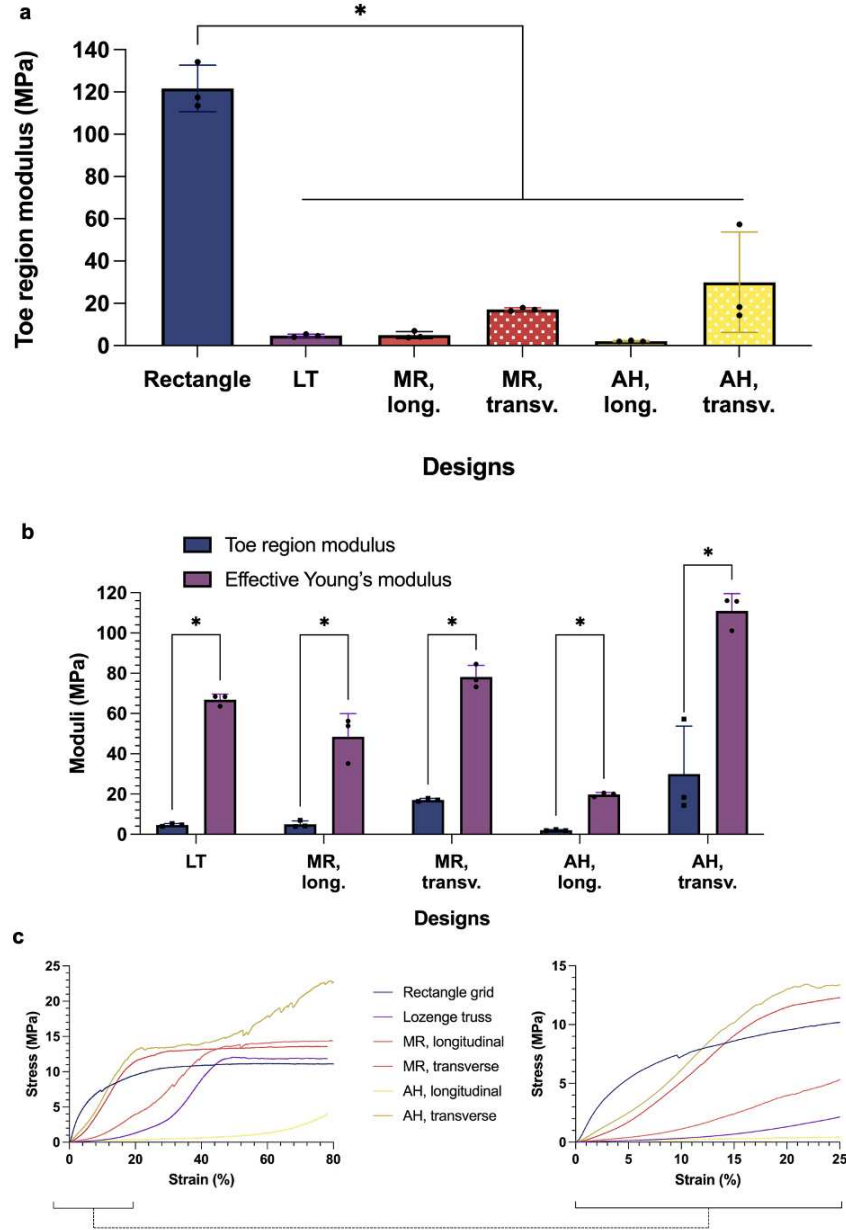 a
*
Toe region modulus (MPa)
140
120
100
80
60
40
20
0
Rectangle
LT
MR,
long.
MR,
transv.
AH,
long.
AH,
transv.
Designs
b
Toe region modulus
Effective Young's modulus
Moduli (MPa)
120
100
80
60
40
20
0
*
*
*
*
*
LT
MR,
long.
MR,
transv.
AH,
long.
AH,
transv.
Designs
c
Stress (MPa)
25
20
15
10
5
0
0 20 40 60 80
Strain (%)
Rectangle grid
Lozenge truss
MR, longitudinal
MR, transverse
AH, longitudinal
AH, transverse
Stress (MPa)
15
10
5
0
0 5 10 15 20 25
Strain (%)